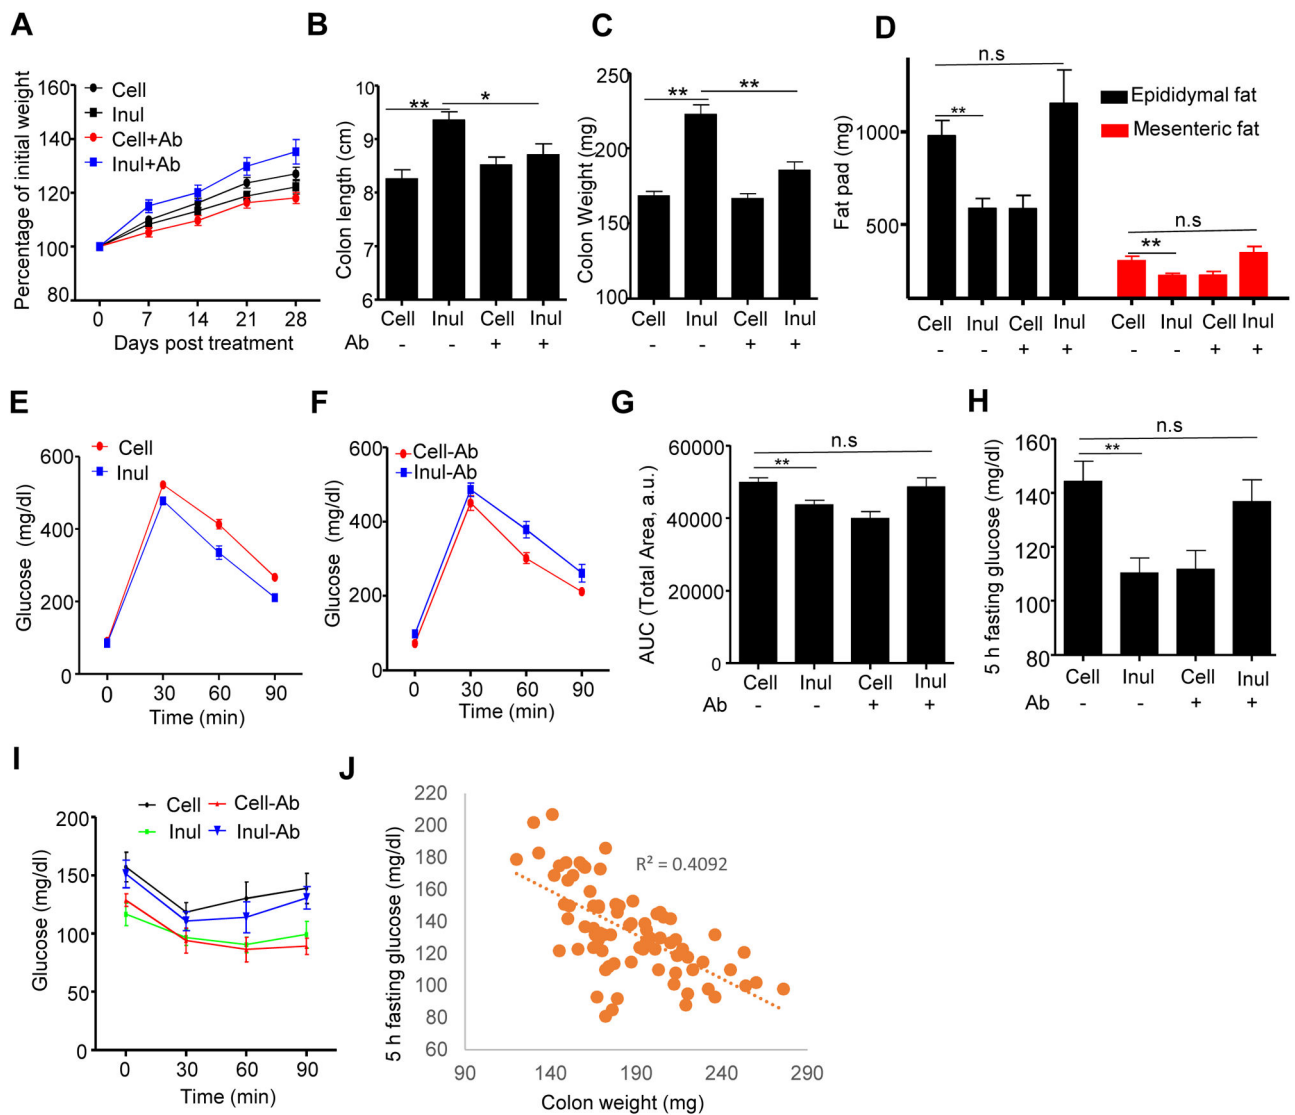 A
Percentage of initial weight
160
140
120
100
80
Cell
Inul
Cell+Ab
Inul+Ab
0 7 14 21 28
Days post treatment
B
Colon length (cm)
10
9
8
7
6
** *
Cell Inul Cell Inul
Ab - - + +
C
Colon Weight (mg)
250
200
150
100
** **
Cell Inul Cell Inul
- - + +
D
Fat pad (mg)
1000
500
n.s
**
Epididymal fat
Mesenteric fat
n.s
**
Cell Inul Cell Inul Cell Inul Cell Inul
- - + + - - + +
E
Glucose (mg/dl)
600
400
200
0
Cell
Inul
0 30 60 90
Time (min)
F
Glucose (mg/dl)
600
400
200
0
Cell-Ab
Inul-Ab
0 30 60 90
Time (min)
G
AUC (Total Area, a.u.)
60000
40000
20000
0
n.s
**
Cell Inul Cell Inul
Ab - - + +
H
5 h fasting glucose (mg/dl)
160
140
120
100
80
n.s
**
Cell Inul Cell Inul
Ab - - + +
I
Glucose (mg/dl)
200
150
100
50
0
Cell Cell-Ab
Inul Inul-Ab
0 30 60 90
Time (min)
J
5 h fasting glucose (mg/dl)
220
200
180
160
140
120
100
80
60
R² = 0.4092
90 140 190 240 290
Colon weight (mg)